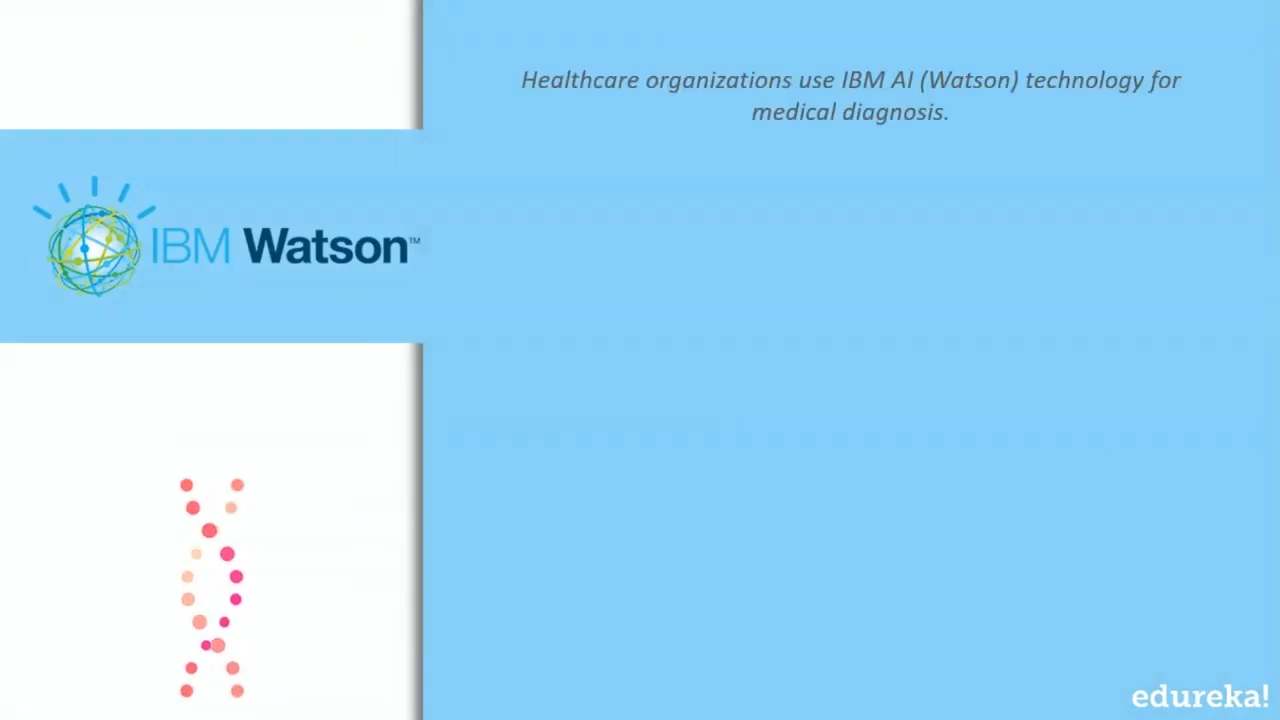 Healthcare organizations use IBM AI (Watson) technology for
medical diagnosis.
IBM Watson™
edureka!